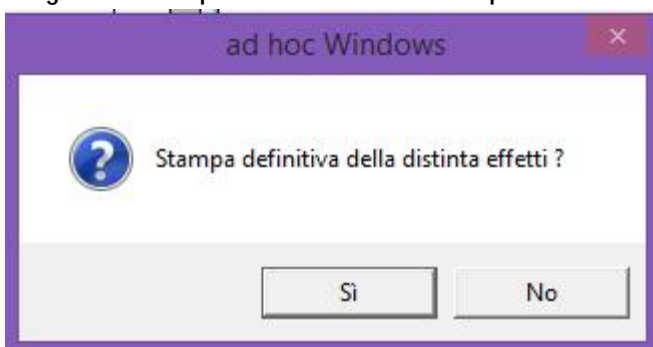 ad hoc Windows
Stampa definitiva della distinta effetti ?
Sì
No